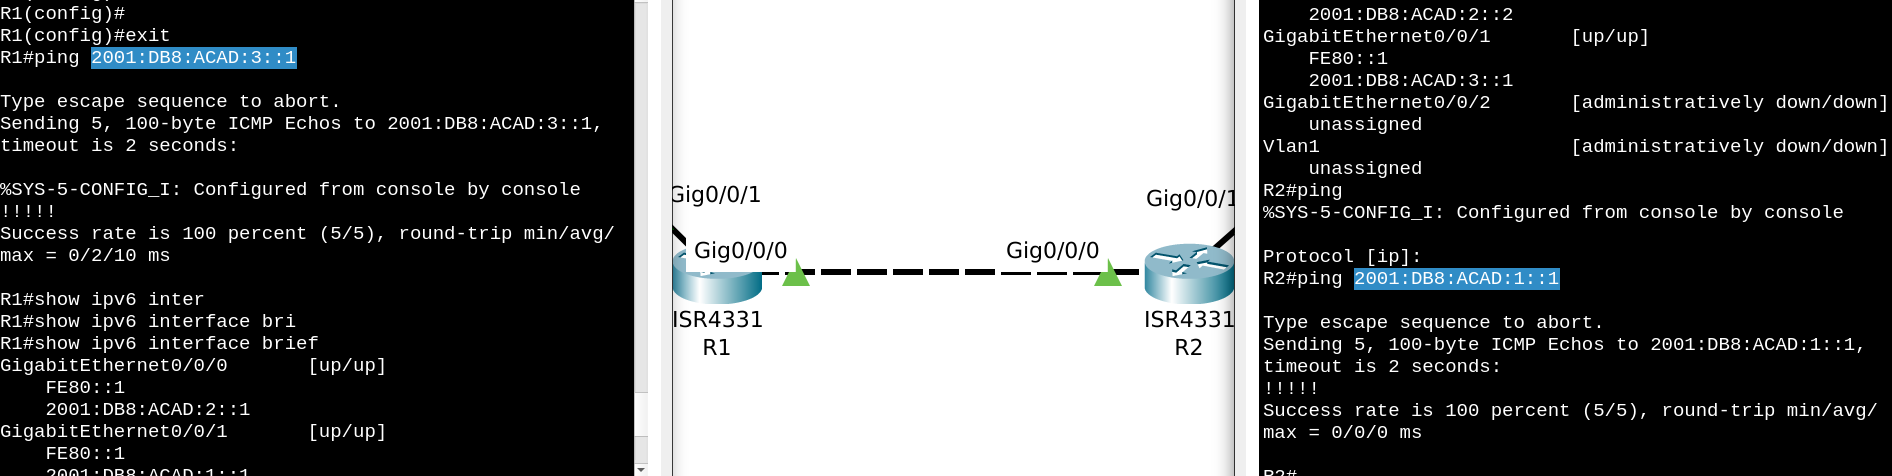 R1(config)#
R1(config)#exit
R1#ping 2001:DB8:ACAD:3::1
Type escape sequence to abort.
Sending 5, 100-byte ICMP Echos to 2001:DB8:ACAD:3::1,
timeout is 2 seconds:
%SYS-5-CONFIG_I: Configured from console by console
!!!!!
Success rate is 100 percent (5/5), round-trip min/avg/
max = 0/2/10 ms
R1#show ipv6 inter
R1#show ipv6 interface bri
R1#show ipv6 interface brief
GigabitEthernet0/0/0       [up/up]
    FE80::1
    2001:DB8:ACAD:2::1
GigabitEthernet0/0/1       [up/up]
    FE80::1
    2001:DB8:ACAD:1::1
Gig0/0/1
Gig0/0/1
Gig0/0/0
Gig0/0/0
ISR4331
R1
ISR4331
R2
    2001:DB8:ACAD:2::2
GigabitEthernet0/0/1       [up/up]
    FE80::1
    2001:DB8:ACAD:3::1
GigabitEthernet0/0/2       [administratively down/down]
    unassigned
Vlan1                      [administratively down/down]
    unassigned
R2#ping
%SYS-5-CONFIG_I: Configured from console by console
Protocol [ip]:
R2#ping 2001:DB8:ACAD:1::1
Type escape sequence to abort.
Sending 5, 100-byte ICMP Echos to 2001:DB8:ACAD:1::1,
timeout is 2 seconds:
!!!!!
Success rate is 100 percent (5/5), round-trip min/avg/
max = 0/0/0 ms
R2#